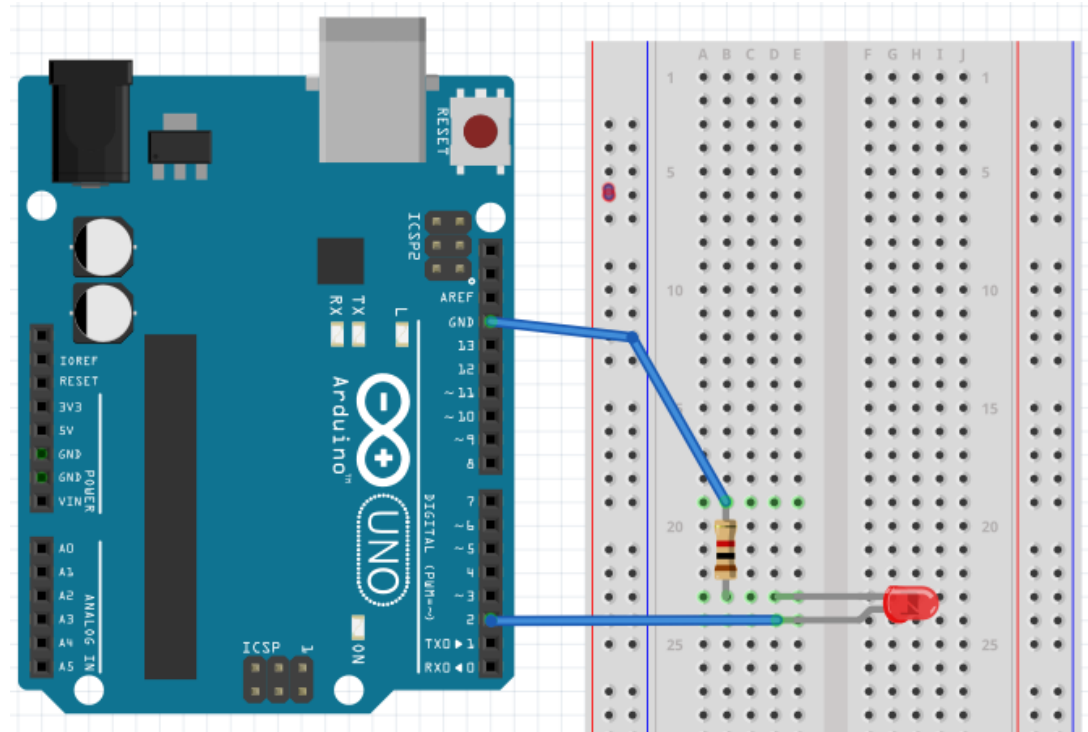 RESET
ICSP2
AREF
GND
13
12
~11
~10
~9
8
7
~6
~5
4
~3
2
TX0▶1
RX0◀0
DIGITAL (PWM=~)
RX
TX
L
Arduino™
UNO
ON
ICSP
1
IOREF
RESET
3V3
5V
GND
GND
VIN
POWER
A0
A1
A2
A3
A4
A5
ANALOG IN
A B C D E F G H I J
1 1
5 5
10 10
15
20 20
25 25